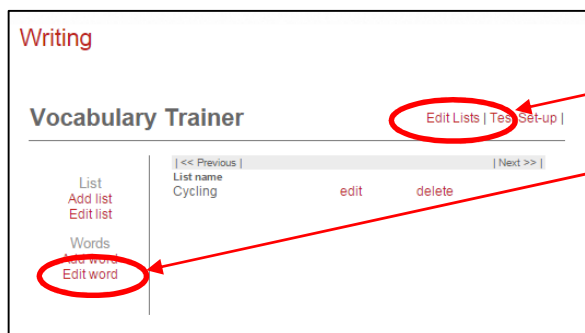 Writing
Vocabulary Trainer
Edit Lists | Test Set-up |
| << Previous | | Next >> |
List name
Cycling edit delete
List
Add list
Edit list
Words
Add word
Edit word